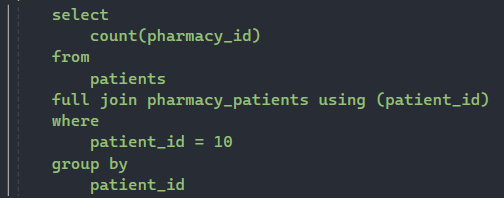 select
count(pharmacy_id)
from
patients
full join pharmacy_patients using (patient_id)
where
patient_id = 10
group by
patient_id